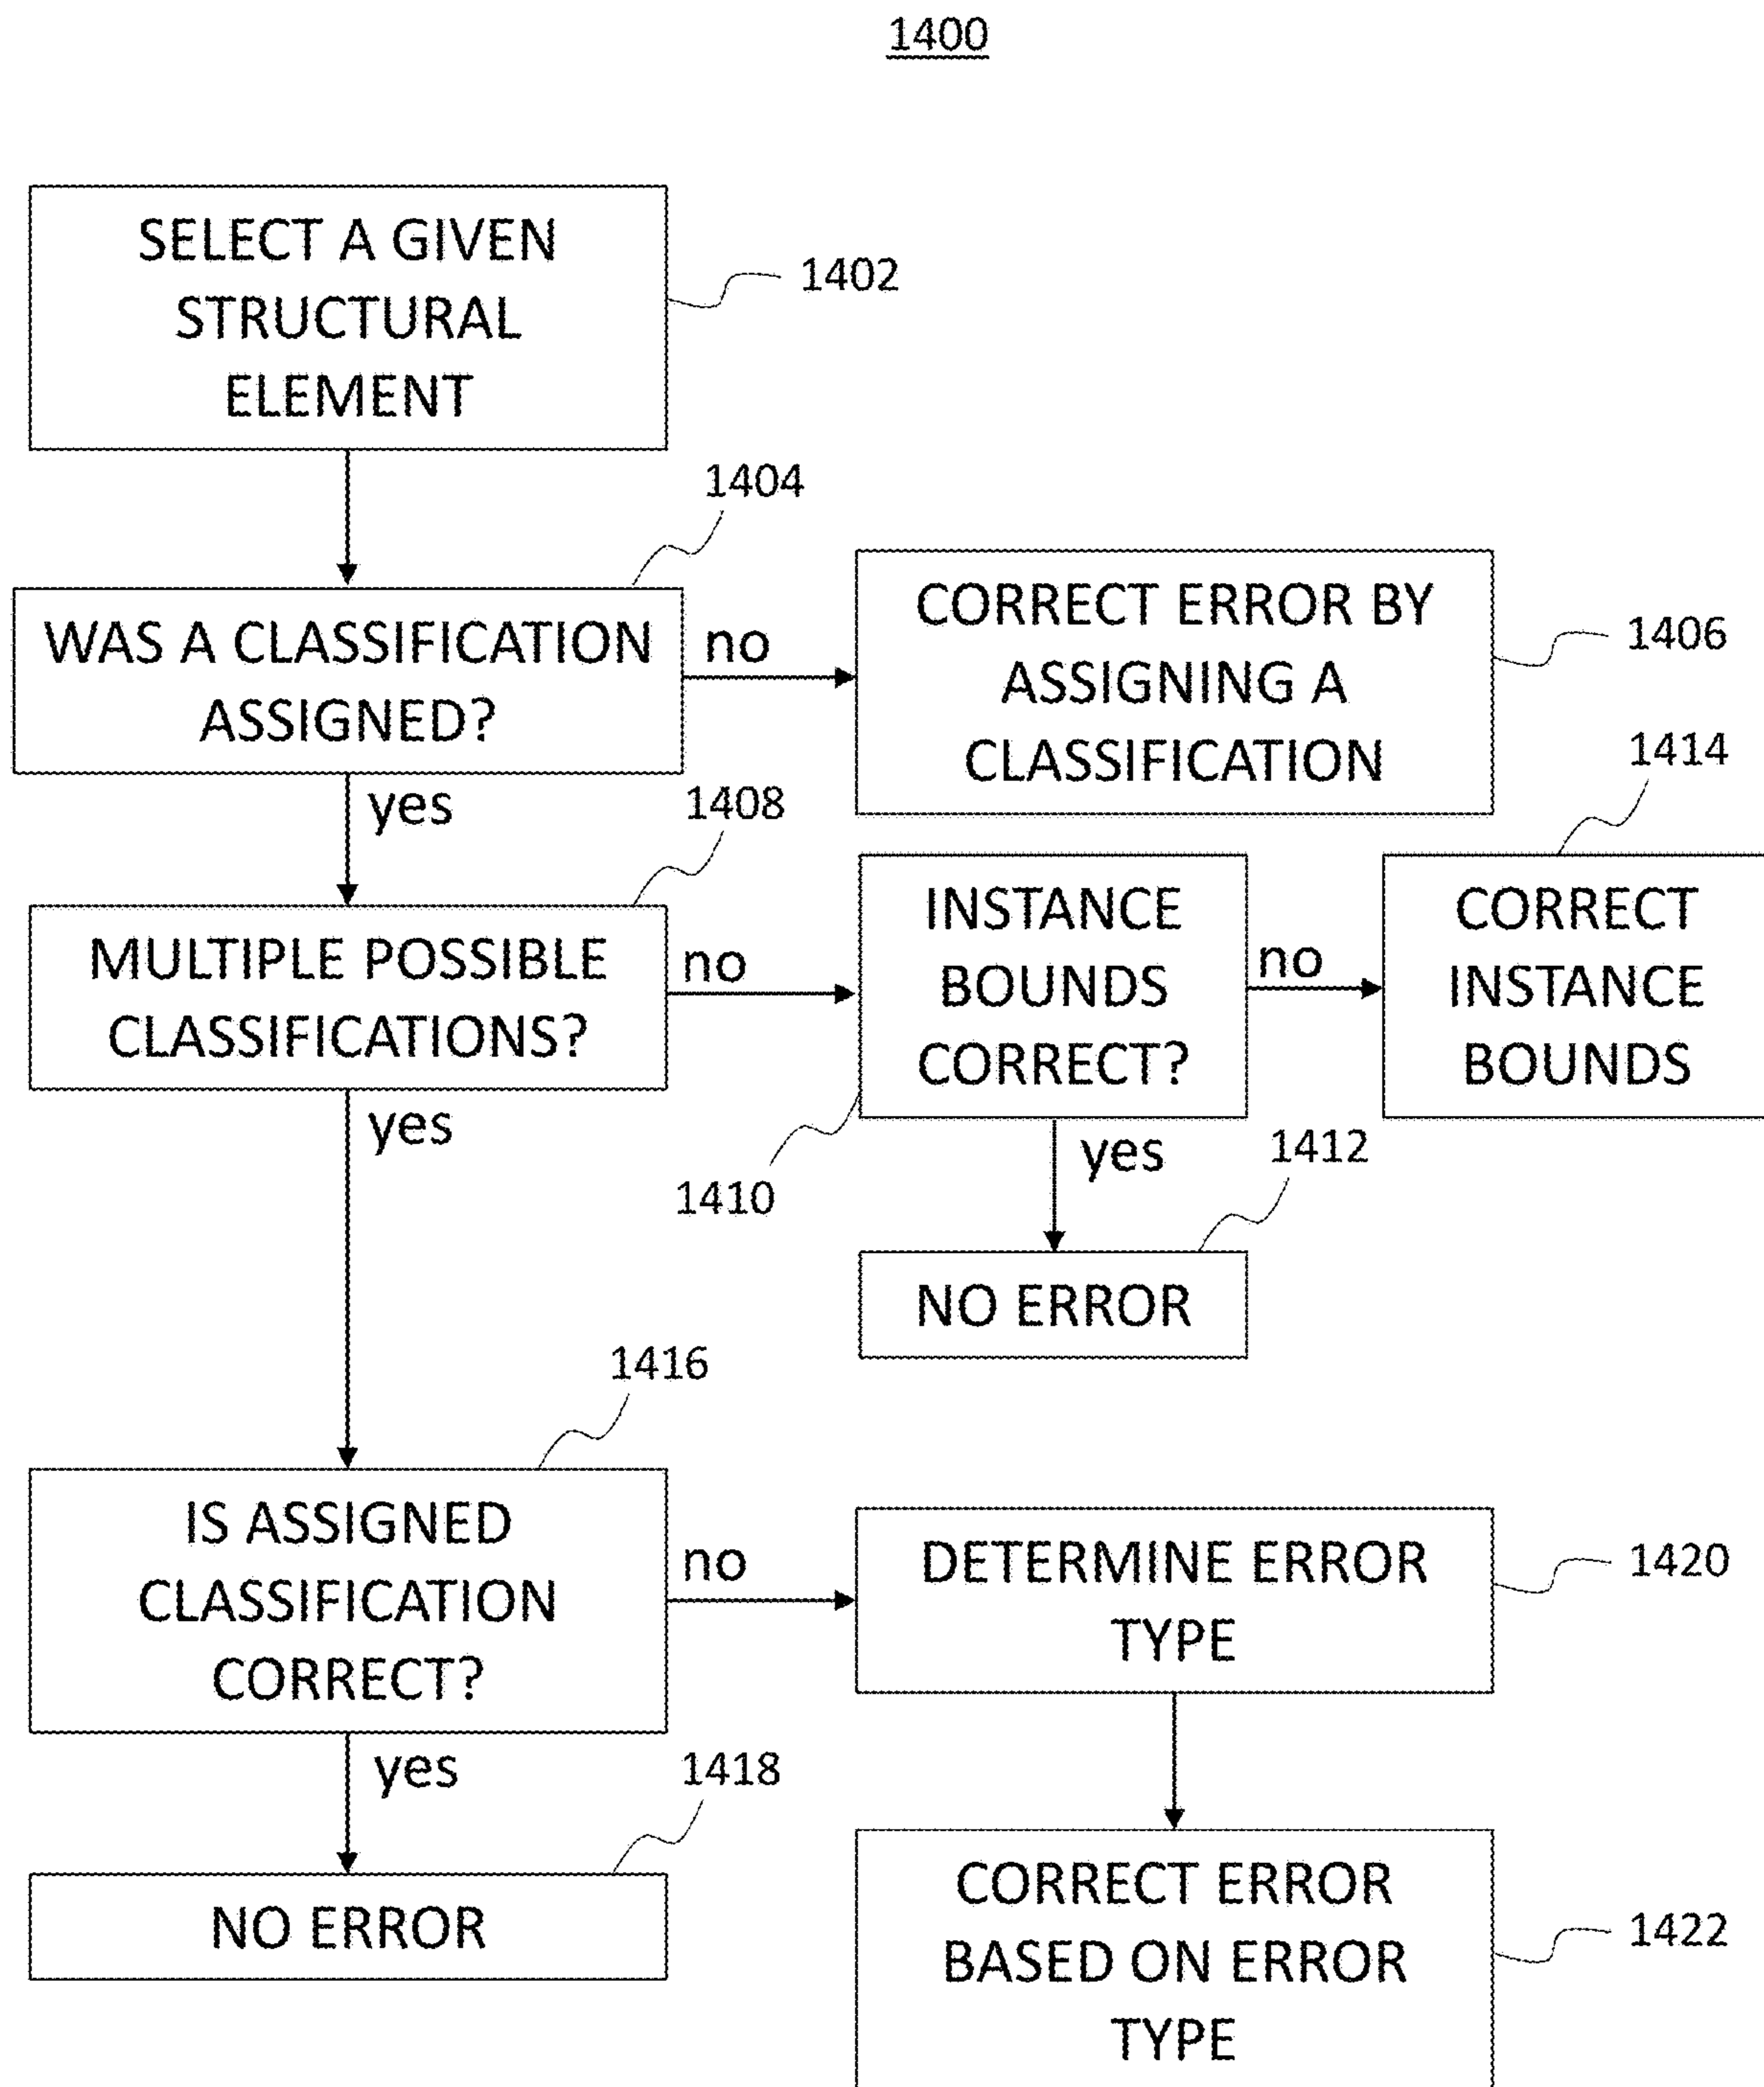 1400
SELECT A GIVEN
STRUCTURAL
ELEMENT
1402
1404
WAS A CLASSIFICATION
ASSIGNED?
no
yes
CORRECT ERROR BY
ASSIGNING A
CLASSIFICATION
1406
1408
MULTIPLE POSSIBLE
CLASSIFICATIONS?
no
yes
INSTANCE
BOUNDS
CORRECT?
1410
no
yes
1414
CORRECT
INSTANCE
BOUNDS
1412
NO ERROR
1416
IS ASSIGNED
CLASSIFICATION
CORRECT?
no
yes
1418
NO ERROR
DETERMINE ERROR
TYPE
1420
CORRECT ERROR
BASED ON ERROR
TYPE
1422